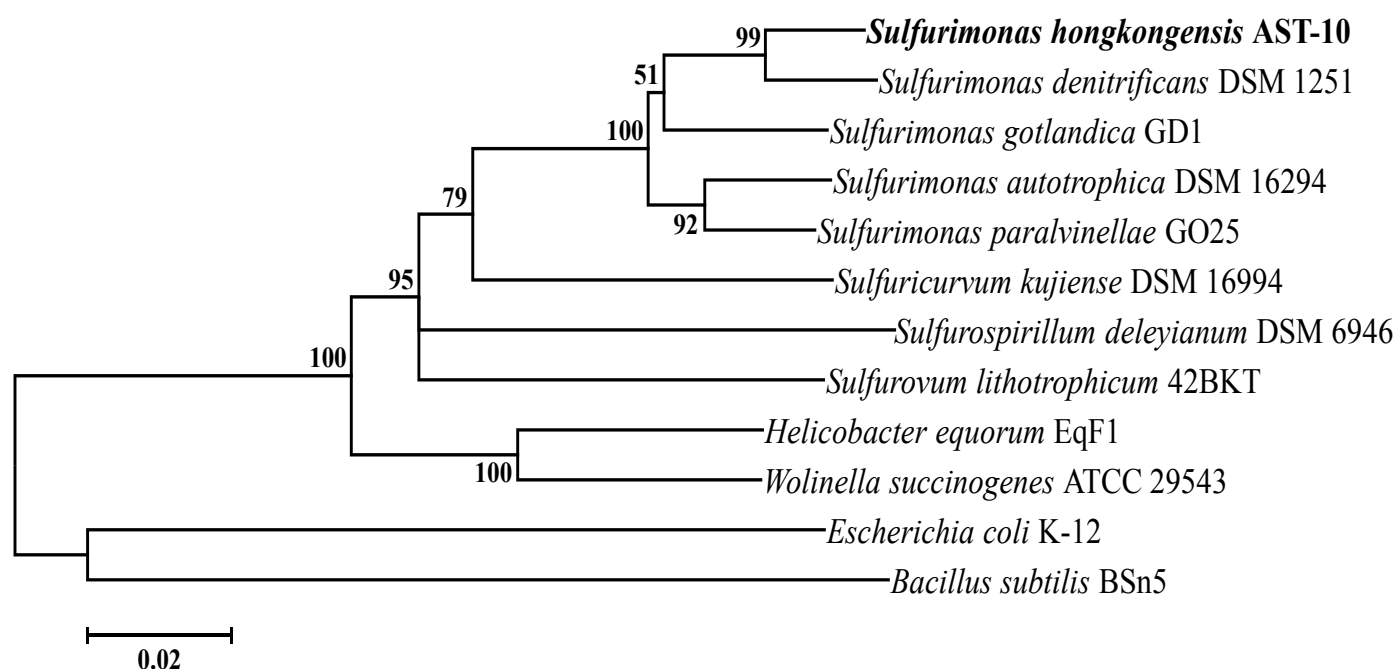 99
Sulfurimonas hongkongensis AST-10
51
Sulfurimonas denitrificans DSM 1251
100
Sulfurimonas gotlandica GD1
79
Sulfurimonas autotrophica DSM 16294
92
Sulfurimonas paralvinellae GO25
95
Sulfuricurvum kujiense DSM 16994
Sulfurospirillum deleyianum DSM 6946
100
Sulfurovum lithotrophicum 42BKT
Helicobacter equorum EqF1
100
Wolinella succinogenes ATCC 29543
Escherichia coli K-12
Bacillus subtilis BSn5
0.02